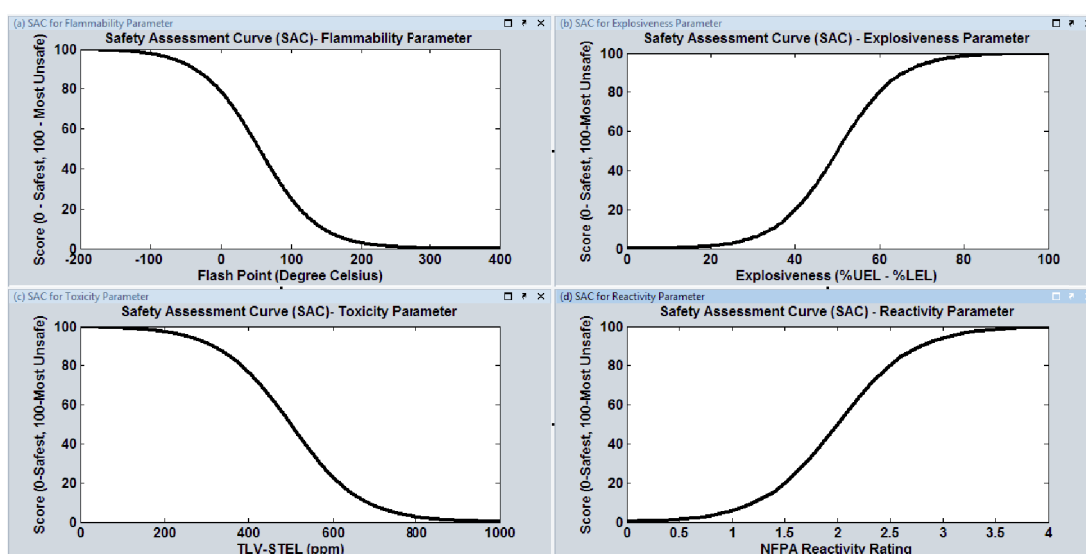 (a) SAC for Flammability Parameter
Safety Assessment Curve (SAC)- Flammability Parameter
Score (0 - Safest, 100 - Most Unsafe)
100
80
60
40
20
0
-200 -100 0 100 200 300 400
Flash Point (Degree Celsius)
(b) SAC for Explosiveness Parameter
Safety Assessment Curve (SAC) - Explosiveness Parameter
Score (0- Safest, 100-Most Unsafe)
100
80
60
40
20
0
0 20 40 60 80 100
Explosiveness (%UEL - %LEL)
(c) SAC for Toxicity Parameter
Safety Assessment Curve (SAC)- Toxicity Parameter
Score (0-Safest, 100-Most Unsafe)
100
80
60
40
20
0
0 200 400 600 800 1000
TLV-STEL (ppm)
(d) SAC for Reactivity Parameter
Safety Assessment Curve (SAC) - Reactivity Parameter
Score (0-Safest, 100-Most Unsafe)
100
80
60
40
20
0
0 0.5 1 1.5 2 2.5 3 3.5 4
NFPA Reactivity Rating